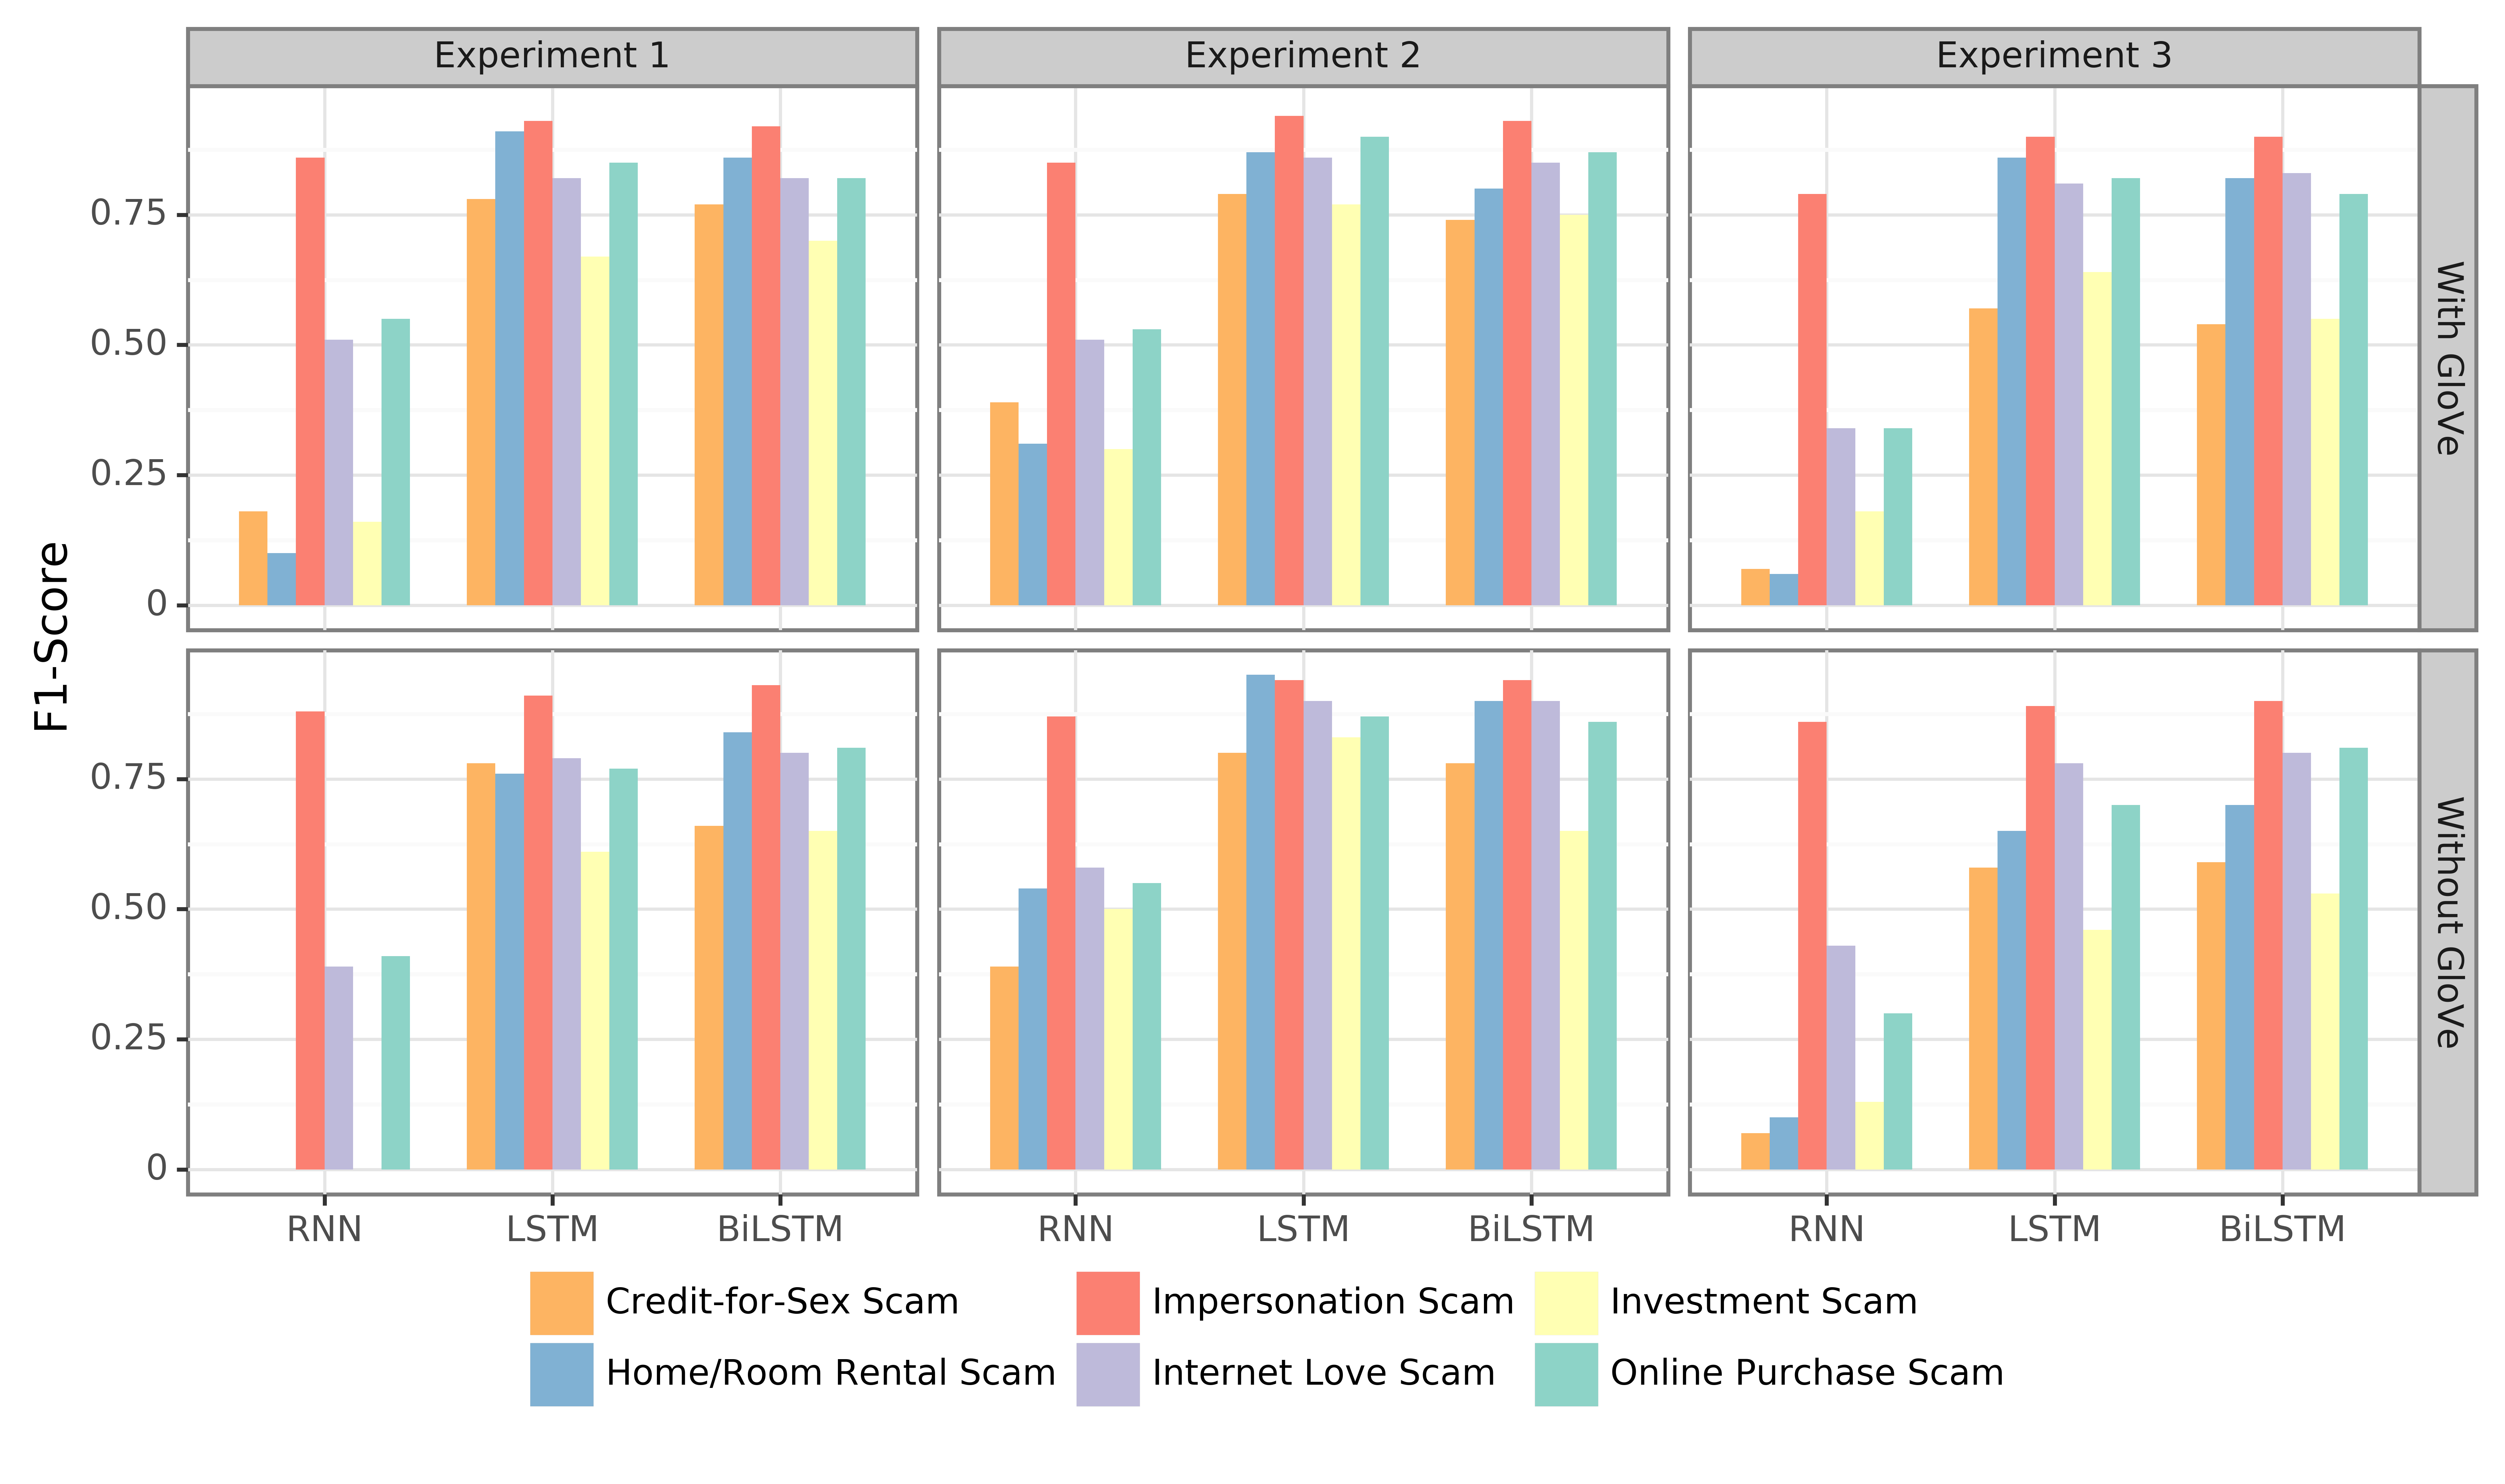 Experiment 1
Experiment 2
Experiment 3
0.75
0.50
0.25
0
With GloVe
F1-Score
0.75
0.50
0.25
0
Without GloVe
RNN LSTM BiLSTM
RNN LSTM BiLSTM
RNN LSTM BiLSTM
Credit-for-Sex Scam
Impersonation Scam
Investment Scam
Home/Room Rental Scam
Internet Love Scam
Online Purchase Scam